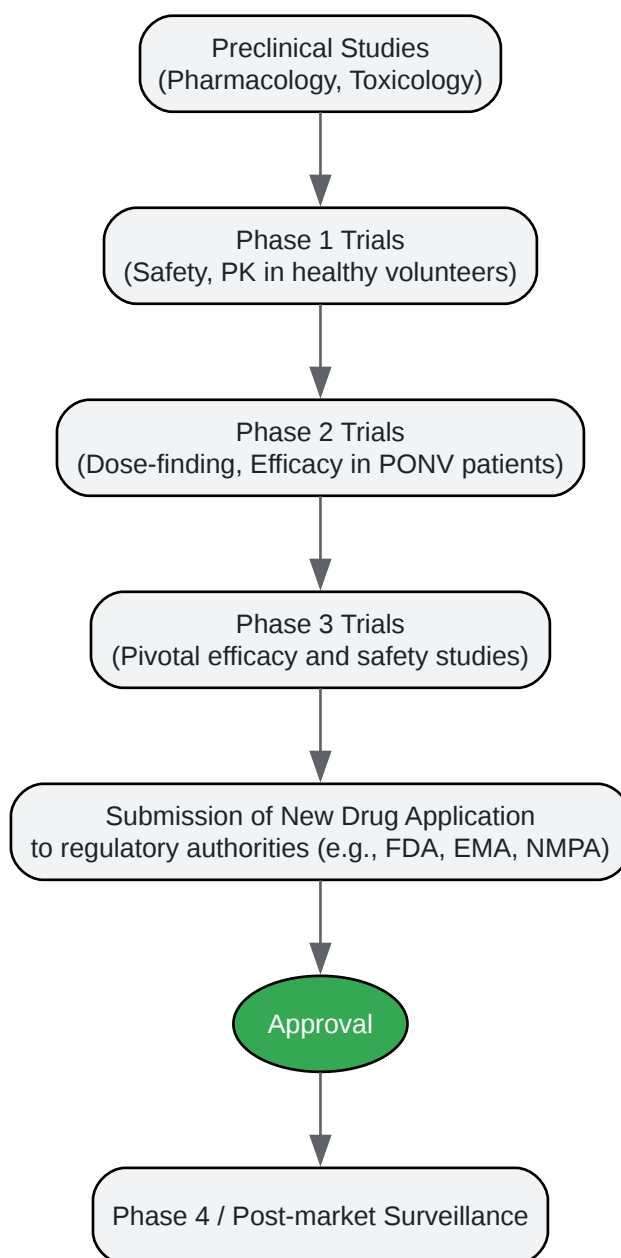 Preclinical Studies
(Pharmacology, Toxicology)
Phase 1 Trials
(Safety, PK in healthy volunteers)
Phase 2 Trials
(Dose-finding, Efficacy in PONV patients)
Phase 3 Trials
(Pivotal efficacy and safety studies)
Submission of New Drug Application
to regulatory authorities (e.g., FDA, EMA, NMPA)
Approval
Phase 4 / Post-market Surveillance